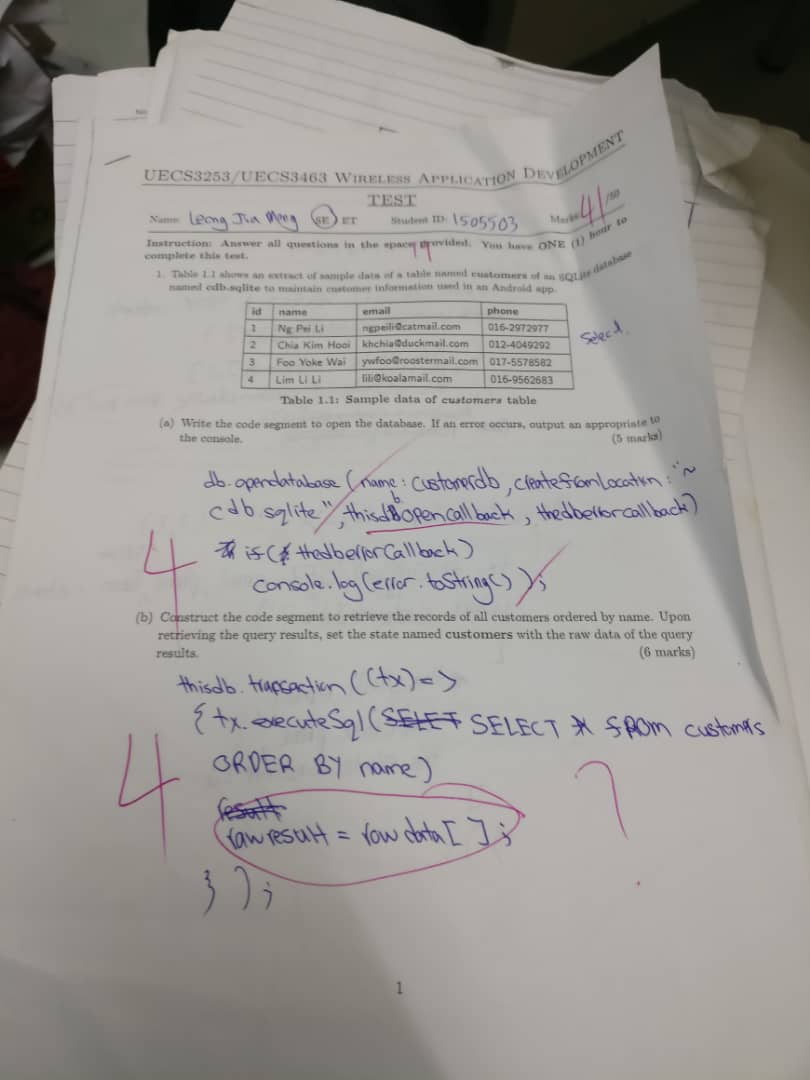 UECS3253/UECS3463 WIRELESS APPLICATION DEVELOPMENT
TEST
Name: Leong Jia Meng SE ET Student ID: 1505503 Marks 41/50
Instruction: Answer all questions in the space provided. You have ONE (1) hour to
complete this test.
1. Table 1.1 shows an extract of sample data of a table named customers of an SQLite database
named cdb.sqlite to maintain customer information used in an Android app.
id name email phone
1 Ng Pei Li ngpeili@catmail.com 016-2972977
2 Chia Kim Hooi khchia@duckmail.com 012-4049292
3 Foo Yoke Wai ywfoo@roostermail.com 017-5578582
4 Lim Li Li lili@koalamail.com 016-9562683
Select.
Table 1.1: Sample data of customers table
(a) Write the code segment to open the database. If an error occurs, output an appropriate to
the console. (5 marks)
db.opendatabase (name: customerdb, createfromLocation: "~
cdb sqlite", thisdbopencallback, thedberrorcallback)
4
if( thedberrorCallback)
console.log(error.toString());
(b) Construct the code segment to retrieve the records of all customers ordered by name. Upon
retrieving the query results, set the state named customers with the raw data of the query
results. (6 marks)
thisdb.transaction((tx)=>
{tx.executeSql(SELECT * FROM customers
ORDER BY name)
4
result
rawresult = row data[ ];
?
});
1